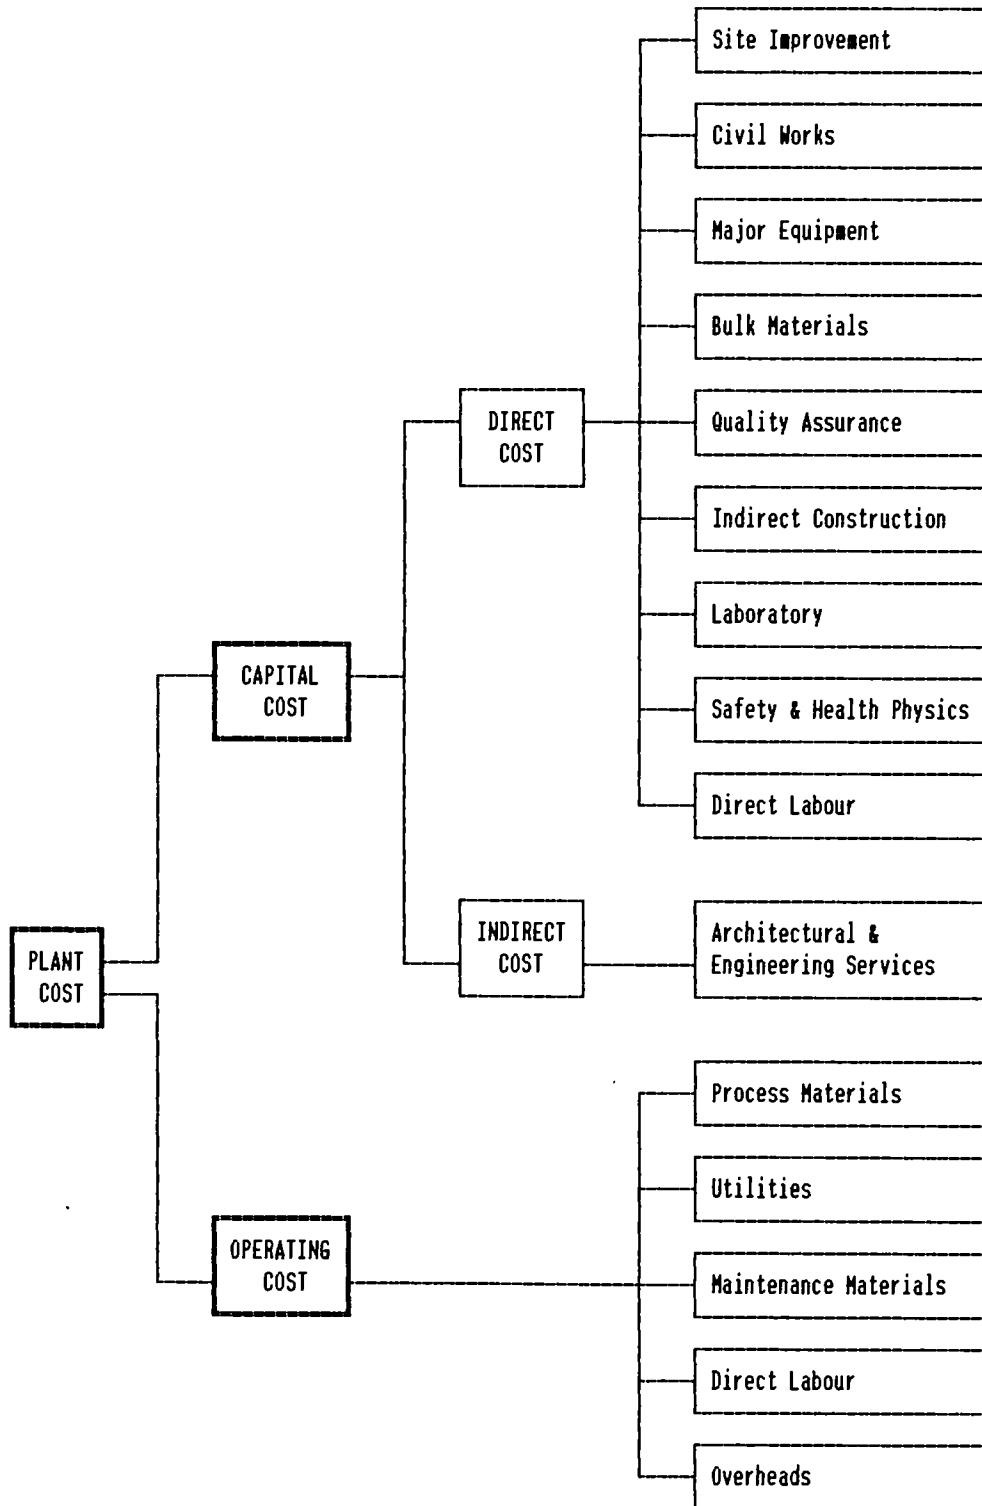 Site Improvement
Civil Works
Major Equipment
Bulk Materials
DIRECT
COST
Quality Assurance
Indirect Construction
Laboratory
CAPITAL
COST
Safety & Health Physics
Direct Labour
INDIRECT
COST
Architectural &
Engineering Services
PLANT
COST
Process Materials
Utilities
OPERATING
COST
Maintenance Materials
Direct Labour
Overheads